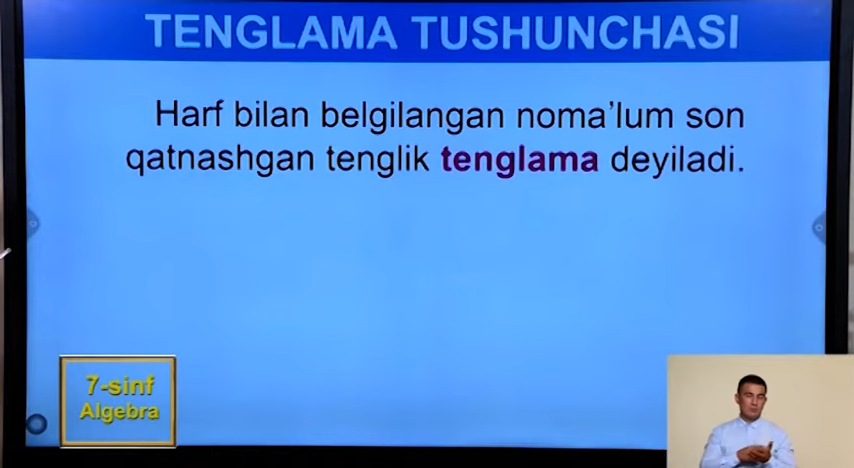 TENGLAMA TUSHUNCHASI
Harf bilan belgilangan noma’lum son
qatnashgan tenglik tenglama deyiladi.
7-sinf
Algebra